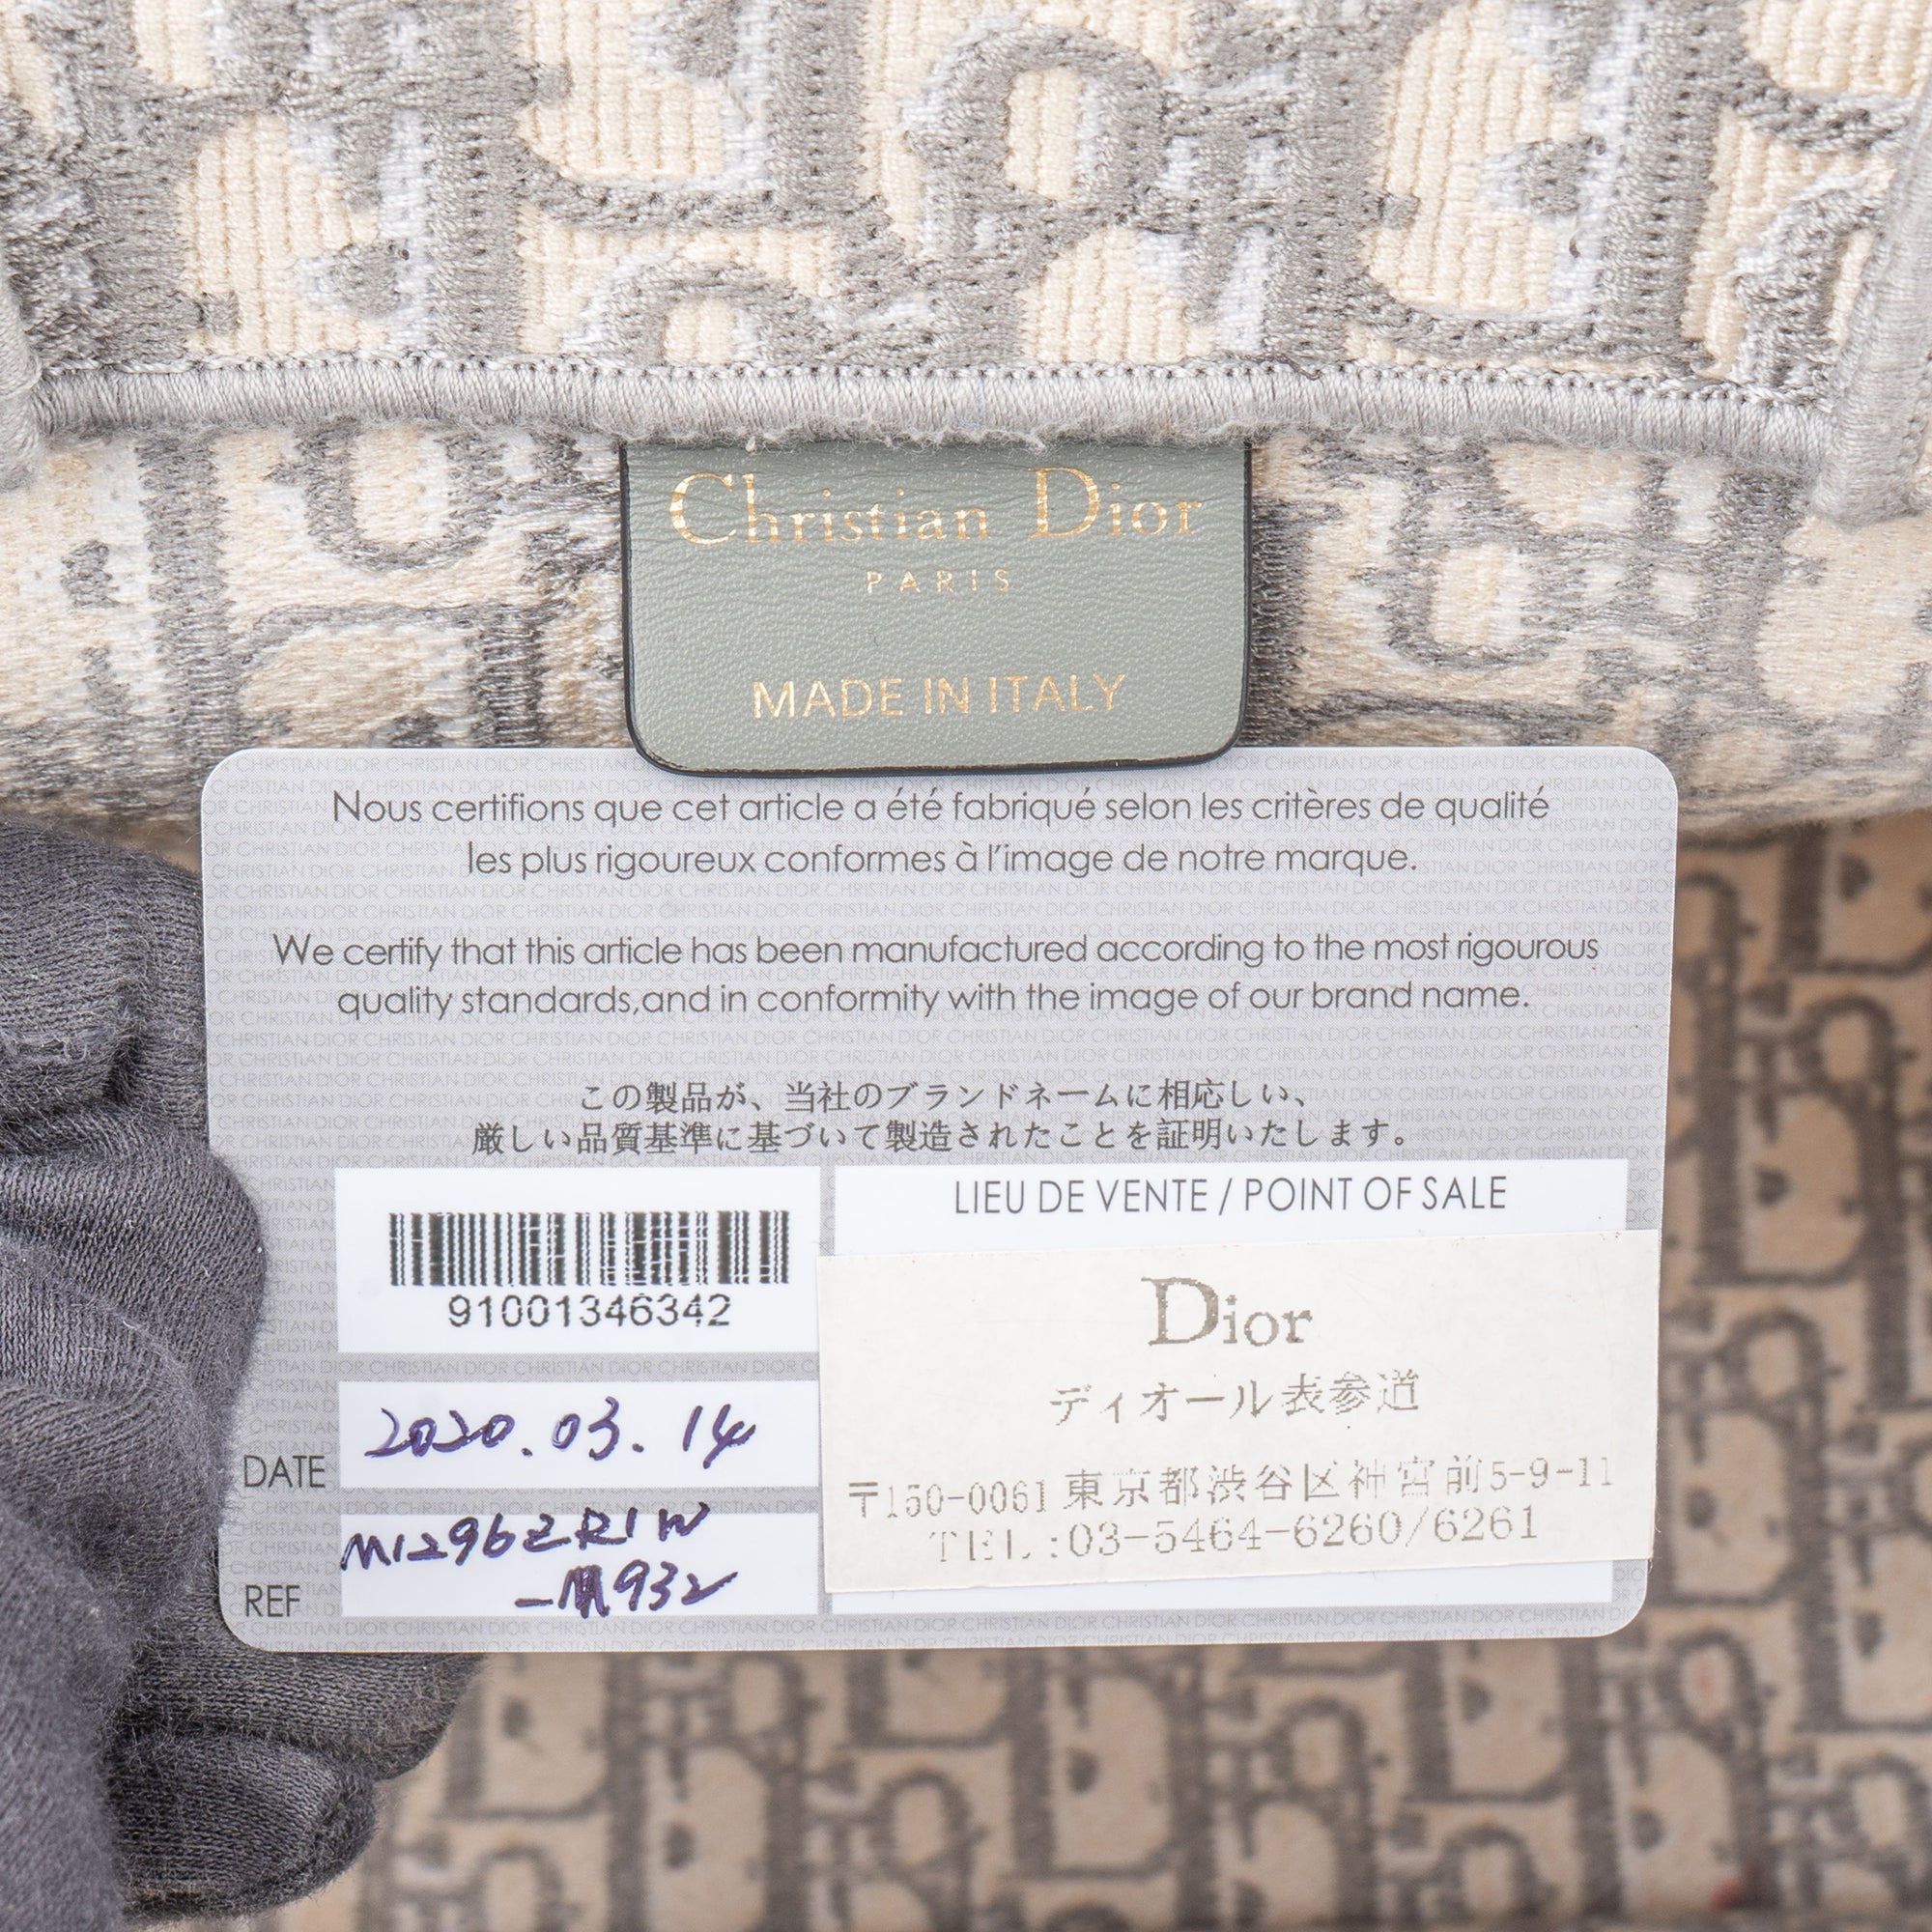 Christian Dior
PARIS
MADE IN ITALY
Nous certifions que cet article a été fabriqué selon les critères de qualité
les plus rigoureux conformes à l'image de notre marque.
We certify that this article has been manufactured according to the most rigourous
quality standards,and in conformity with the image of our brand name.
この製品が、当社のブランドネームに相応しい、
厳しい品質基準に基づいて製造されたことを証明いたします。
91001346342
DATE 2020.03.14
REF M1296ZRIW
-M932
LIEU DE VENTE / POINT OF SALE
Dior
ディオール表参道
〒150-0061 東京都渋谷区神宮前5-9-11
TEL:03-5464-6260/6261